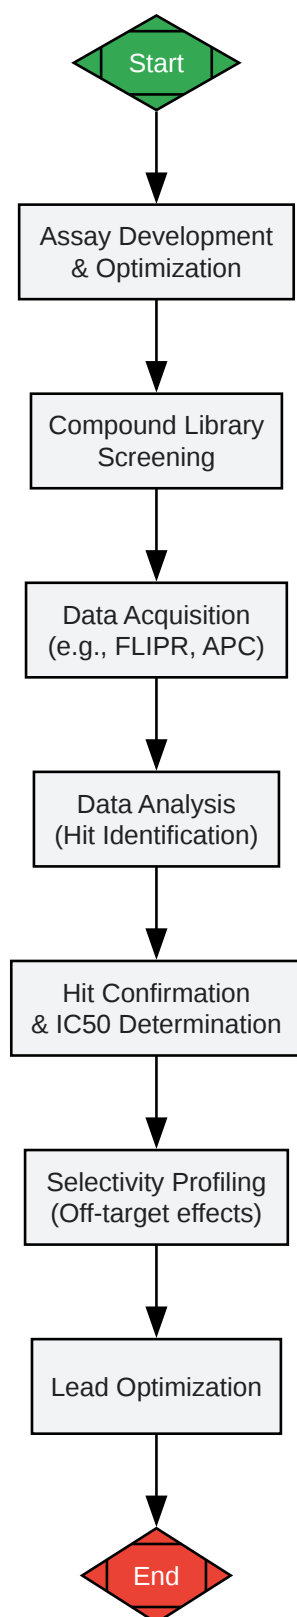 Start
Assay Development
& Optimization
Compound Library
Screening
Data Acquisition
(e.g., FLIPR, APC)
Data Analysis
(Hit Identification)
Hit Confirmation
& IC50 Determination
Selectivity Profiling
(Off-target effects)
Lead Optimization
End